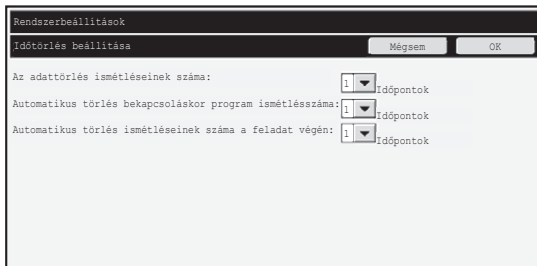 Rendszerbeállítások
Időtörlés beállítása Mégsem OK
Az adattörlés ismétléseinek száma: 1 Időpontok
Automatikus törlés bekapcsoláskor program ismétlésszáma: 1 Időpontok
Automatikus törlés ismétléseinek száma a feladat végén: 1 Időpontok